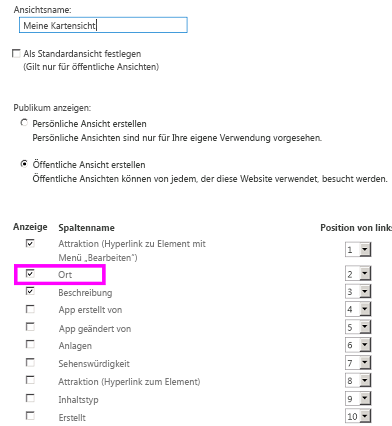 Ansichtsname:
Meine Kartensicht
Als Standardansicht festlegen
(Gilt nur für öffentliche Ansichten)
Publikum anzeigen:
Persönliche Ansicht erstellen
Persönliche Ansichten sind nur für Ihre eigene Verwendung vorgesehen.
Öffentliche Ansicht erstellen
Öffentliche Ansichten können von jedem, der diese Website verwendet, besucht werden.
Anzeige Spaltenname Position von links
Attraktion (Hyperlink zu Element mit
Menü „Bearbeiten") 1
Ort 2
Beschreibung 3
App erstellt von 4
App geändert von 5
Anlagen 6
Sehenswürdigkeit 7
Attraktion (Hyperlink zum Element) 8
Inhaltstyp 9
Erstellt 10